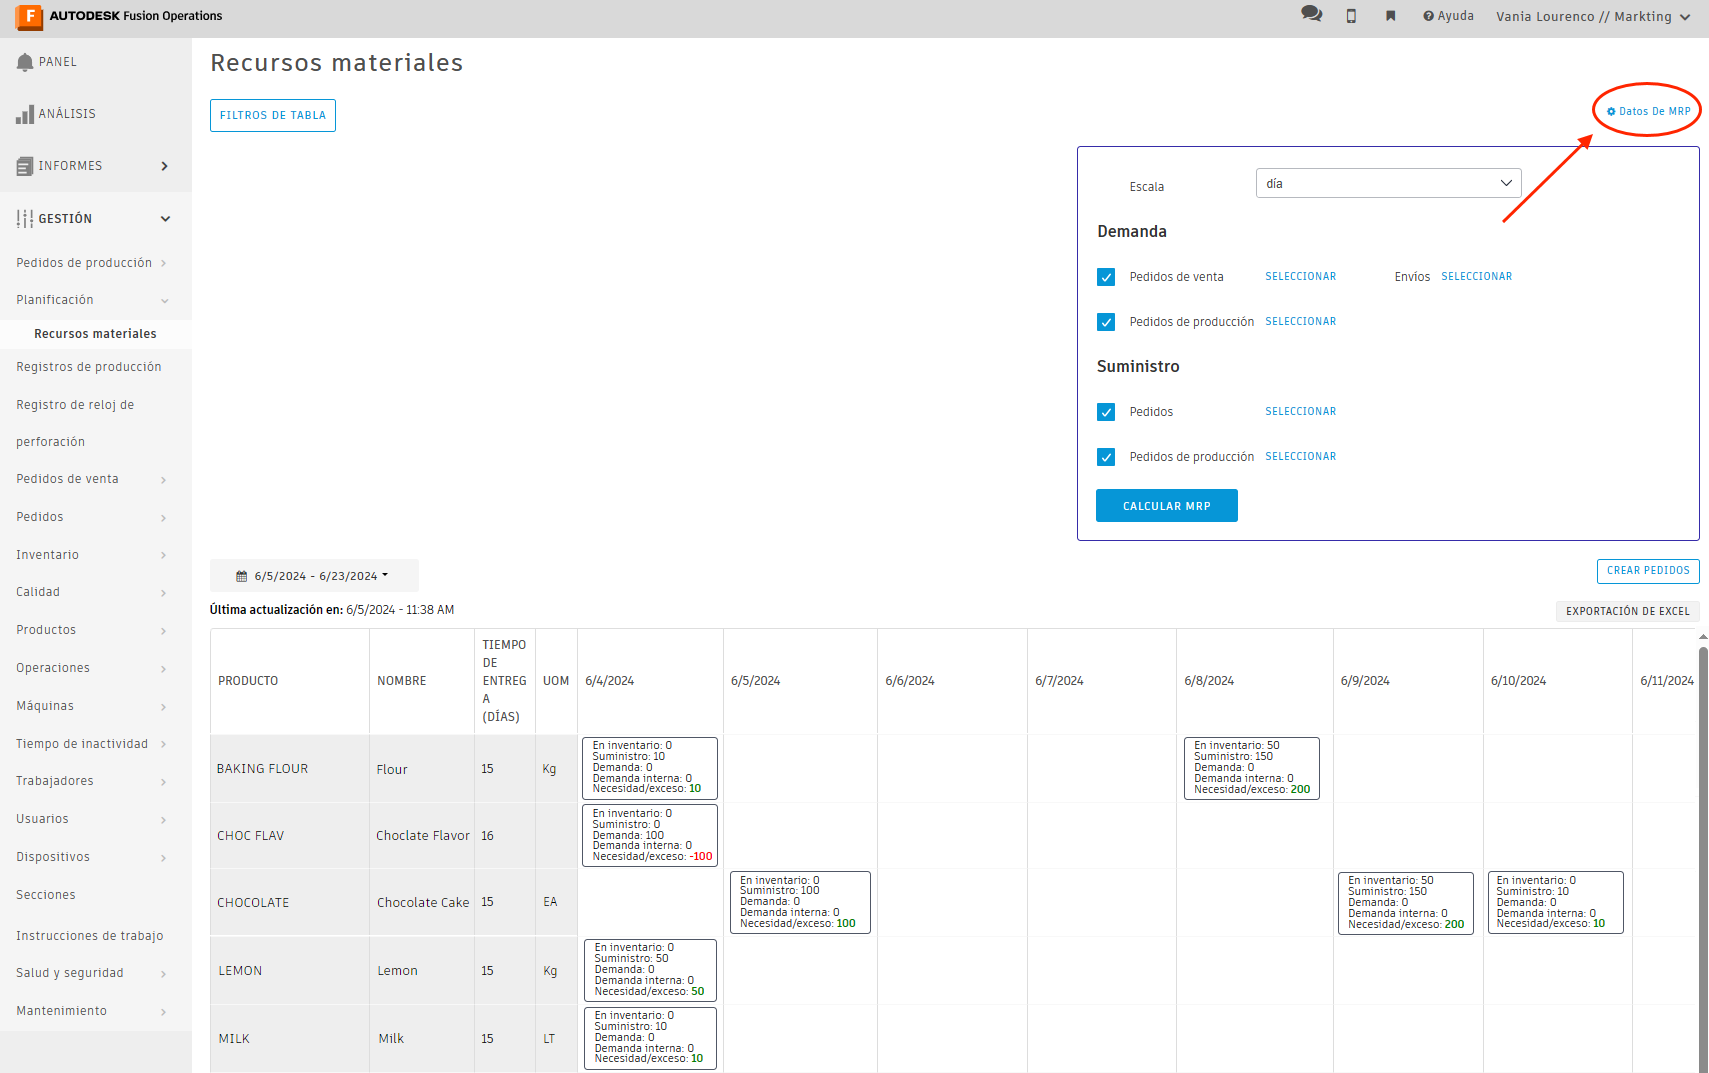 AUTODESK Fusion Operations
Ayuda
Vania Lourenco // Markting
PANEL
ANÁLISIS
INFORMES
GESTIÓN
Pedidos de producción
Planificación
Recursos materiales
Registros de producción
Registro de reloj de
perforación
Pedidos de venta
Pedidos
Inventario
Calidad
Productos
Operaciones
Máquinas
Tiempo de inactividad
Trabajadores
Usuarios
Dispositivos
Secciones
Instrucciones de trabajo
Salud y seguridad
Mantenimiento
Recursos materiales
FILTROS DE TABLA
Datos De MRP
Escala
día
Demanda
Pedidos de venta SELECCIONAR Envíos SELECCIONAR
Pedidos de producción SELECCIONAR
Suministro
Pedidos SELECCIONAR
Pedidos de producción SELECCIONAR
CALCULAR MRP
6/5/2024 - 6/23/2024
CREAR PEDIDOS
Última actualización en: 6/5/2024 - 11:38 AM
EXPORTACIÓN DE EXCEL
PRODUCTO
NOMBRE
TIEMPO
DE
ENTREG
A
(DÍAS)
UOM
6/4/2024
6/5/2024
6/6/2024
6/7/2024
6/8/2024
6/9/2024
6/10/2024
6/11/2024
BAKING FLOUR
Flour
15
Kg
En inventario: 0
Suministro: 10
Demanda: 0
Demanda interna: 0
Necesidad/exceso: 10
En inventario: 50
Suministro: 150
Demanda: 0
Demanda interna: 0
Necesidad/exceso: 200
CHOC FLAV
Choclate Flavor
16
En inventario: 0
Suministro: 0
Demanda: 100
Demanda interna: 0
Necesidad/exceso: -100
CHOCOLATE
Chocolate Cake
15
EA
En inventario: 0
Suministro: 100
Demanda: 0
Demanda interna: 0
Necesidad/exceso: 100
En inventario: 50
Suministro: 150
Demanda: 0
Demanda interna: 0
Necesidad/exceso: 200
En inventario: 0
Suministro: 10
Demanda: 0
Demanda interna: 0
Necesidad/exceso: 10
LEMON
Lemon
15
Kg
En inventario: 0
Suministro: 50
Demanda: 0
Demanda interna: 0
Necesidad/exceso: 50
MILK
Milk
15
LT
En inventario: 0
Suministro: 10
Demanda: 0
Demanda interna: 0
Necesidad/exceso: 10